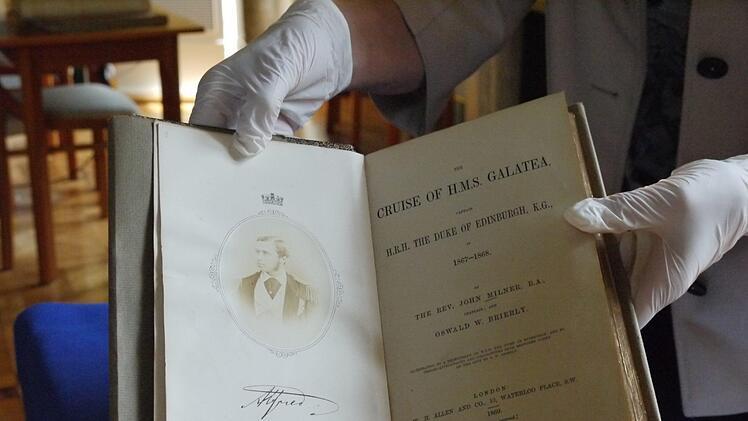 Alfred
THE
CRUISE OF H.M.S. GALATEA,
CAPTAIN
H.R.H. THE DUKE OF EDINBURGH, K.G.,
IN
1867–1868.
BY
THE REV. JOHN MILNER, B.A.,
CHAPLAIN; AND
OSWALD W. BRIERLY.
LONDON:
H. ALLEN AND CO., 13, WATERLOO PLACE, S.W.
1869.